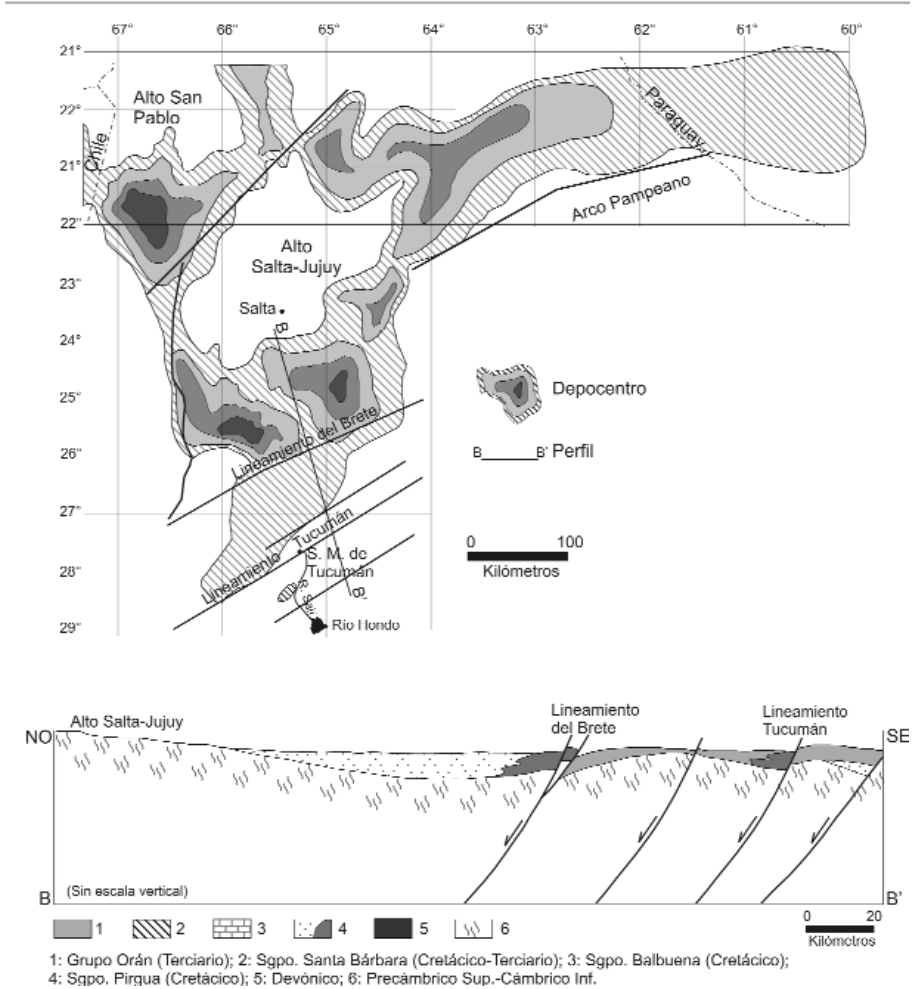 67° 66° 65° 64° 63° 62° 61° 60°
21°
Alto San
Pablo
22°
Paraguay
Chile
21°
Arco Pampeano
22°
Alto
Salta-Jujuy
23°
Salta
B
24°
Depocentro
25°
Lineamiento del Brete
B B' Perfil
26°
27°
Lineamiento Tucumán
0 100
Kilómetros
S. M. de
Tucumán
28°
R. Salí
B'
29°
Río Hondo
Lineamiento
del Brete
Lineamiento
Tucumán
Alto Salta-Jujuy
NO SE
(Sin escala vertical)
B B'
1 2 3 4 5 6
0 20
Kilómetros
1: Grupo Orán (Terciario); 2: Sgpo. Santa Bárbara (Cretácico-Terciario); 3: Sgpo. Balbuena (Cretácico);
4: Sgpo. Pirgua (Cretácico); 5: Devónico; 6: Precámbrico Sup.-Cámbrico Inf.